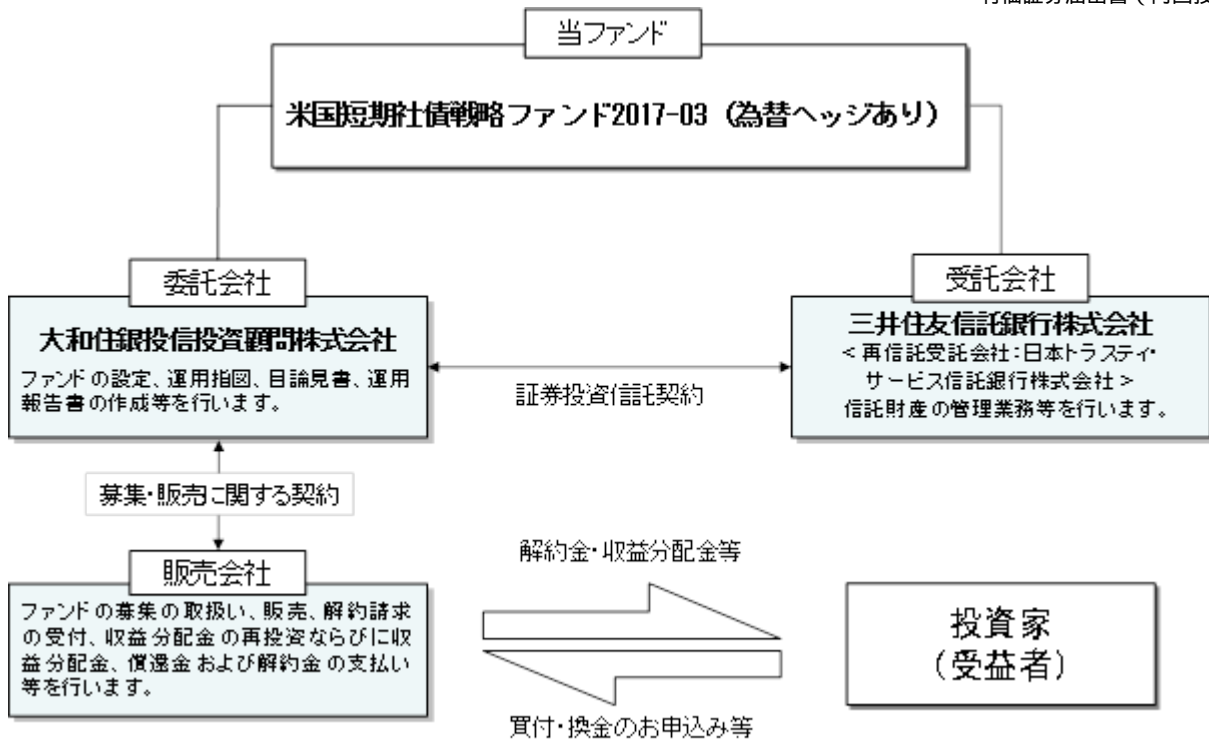 当ファンド
米国短期社債戦略ファンド2017-03（為替ヘッジあり）
委託会社
大和住銀投信投資顧問株式会社
ファンドの設定、運用指図、目論見書、運用
報告書の作成等を行います。
受託会社
三井住友信託銀行株式会社
＜再信託受託会社：日本トラスティ・
サービス信託銀行株式会社＞
信託財産の管理業務等を行います。
証券投資信託契約
募集・販売に関する契約
販売会社
ファンドの募集の取扱い、販売、解約請求
の受付、収益分配金の再投資ならびに収
益分配金、償還金および解約金の支払い
等を行います。
解約金・収益分配金等
買付・換金のお申込み等
投資家
（受益者）